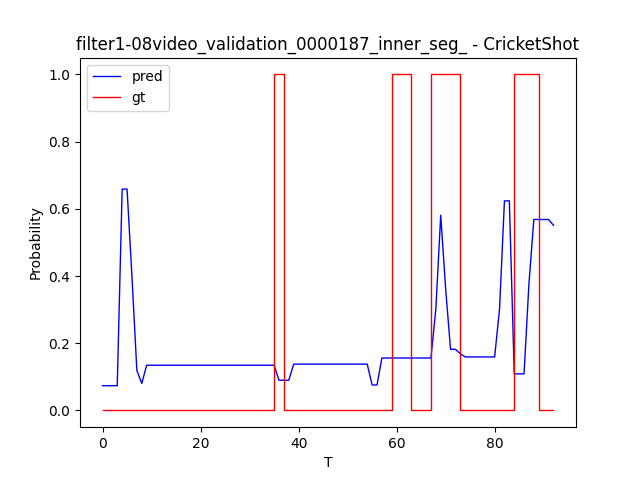 filter1-08video_validation_0000187_inner_seg_ - CricketShot
pred
gt
1.0
0.8
0.6
0.4
0.2
0.0
Probability
0
20
40
60
80
T